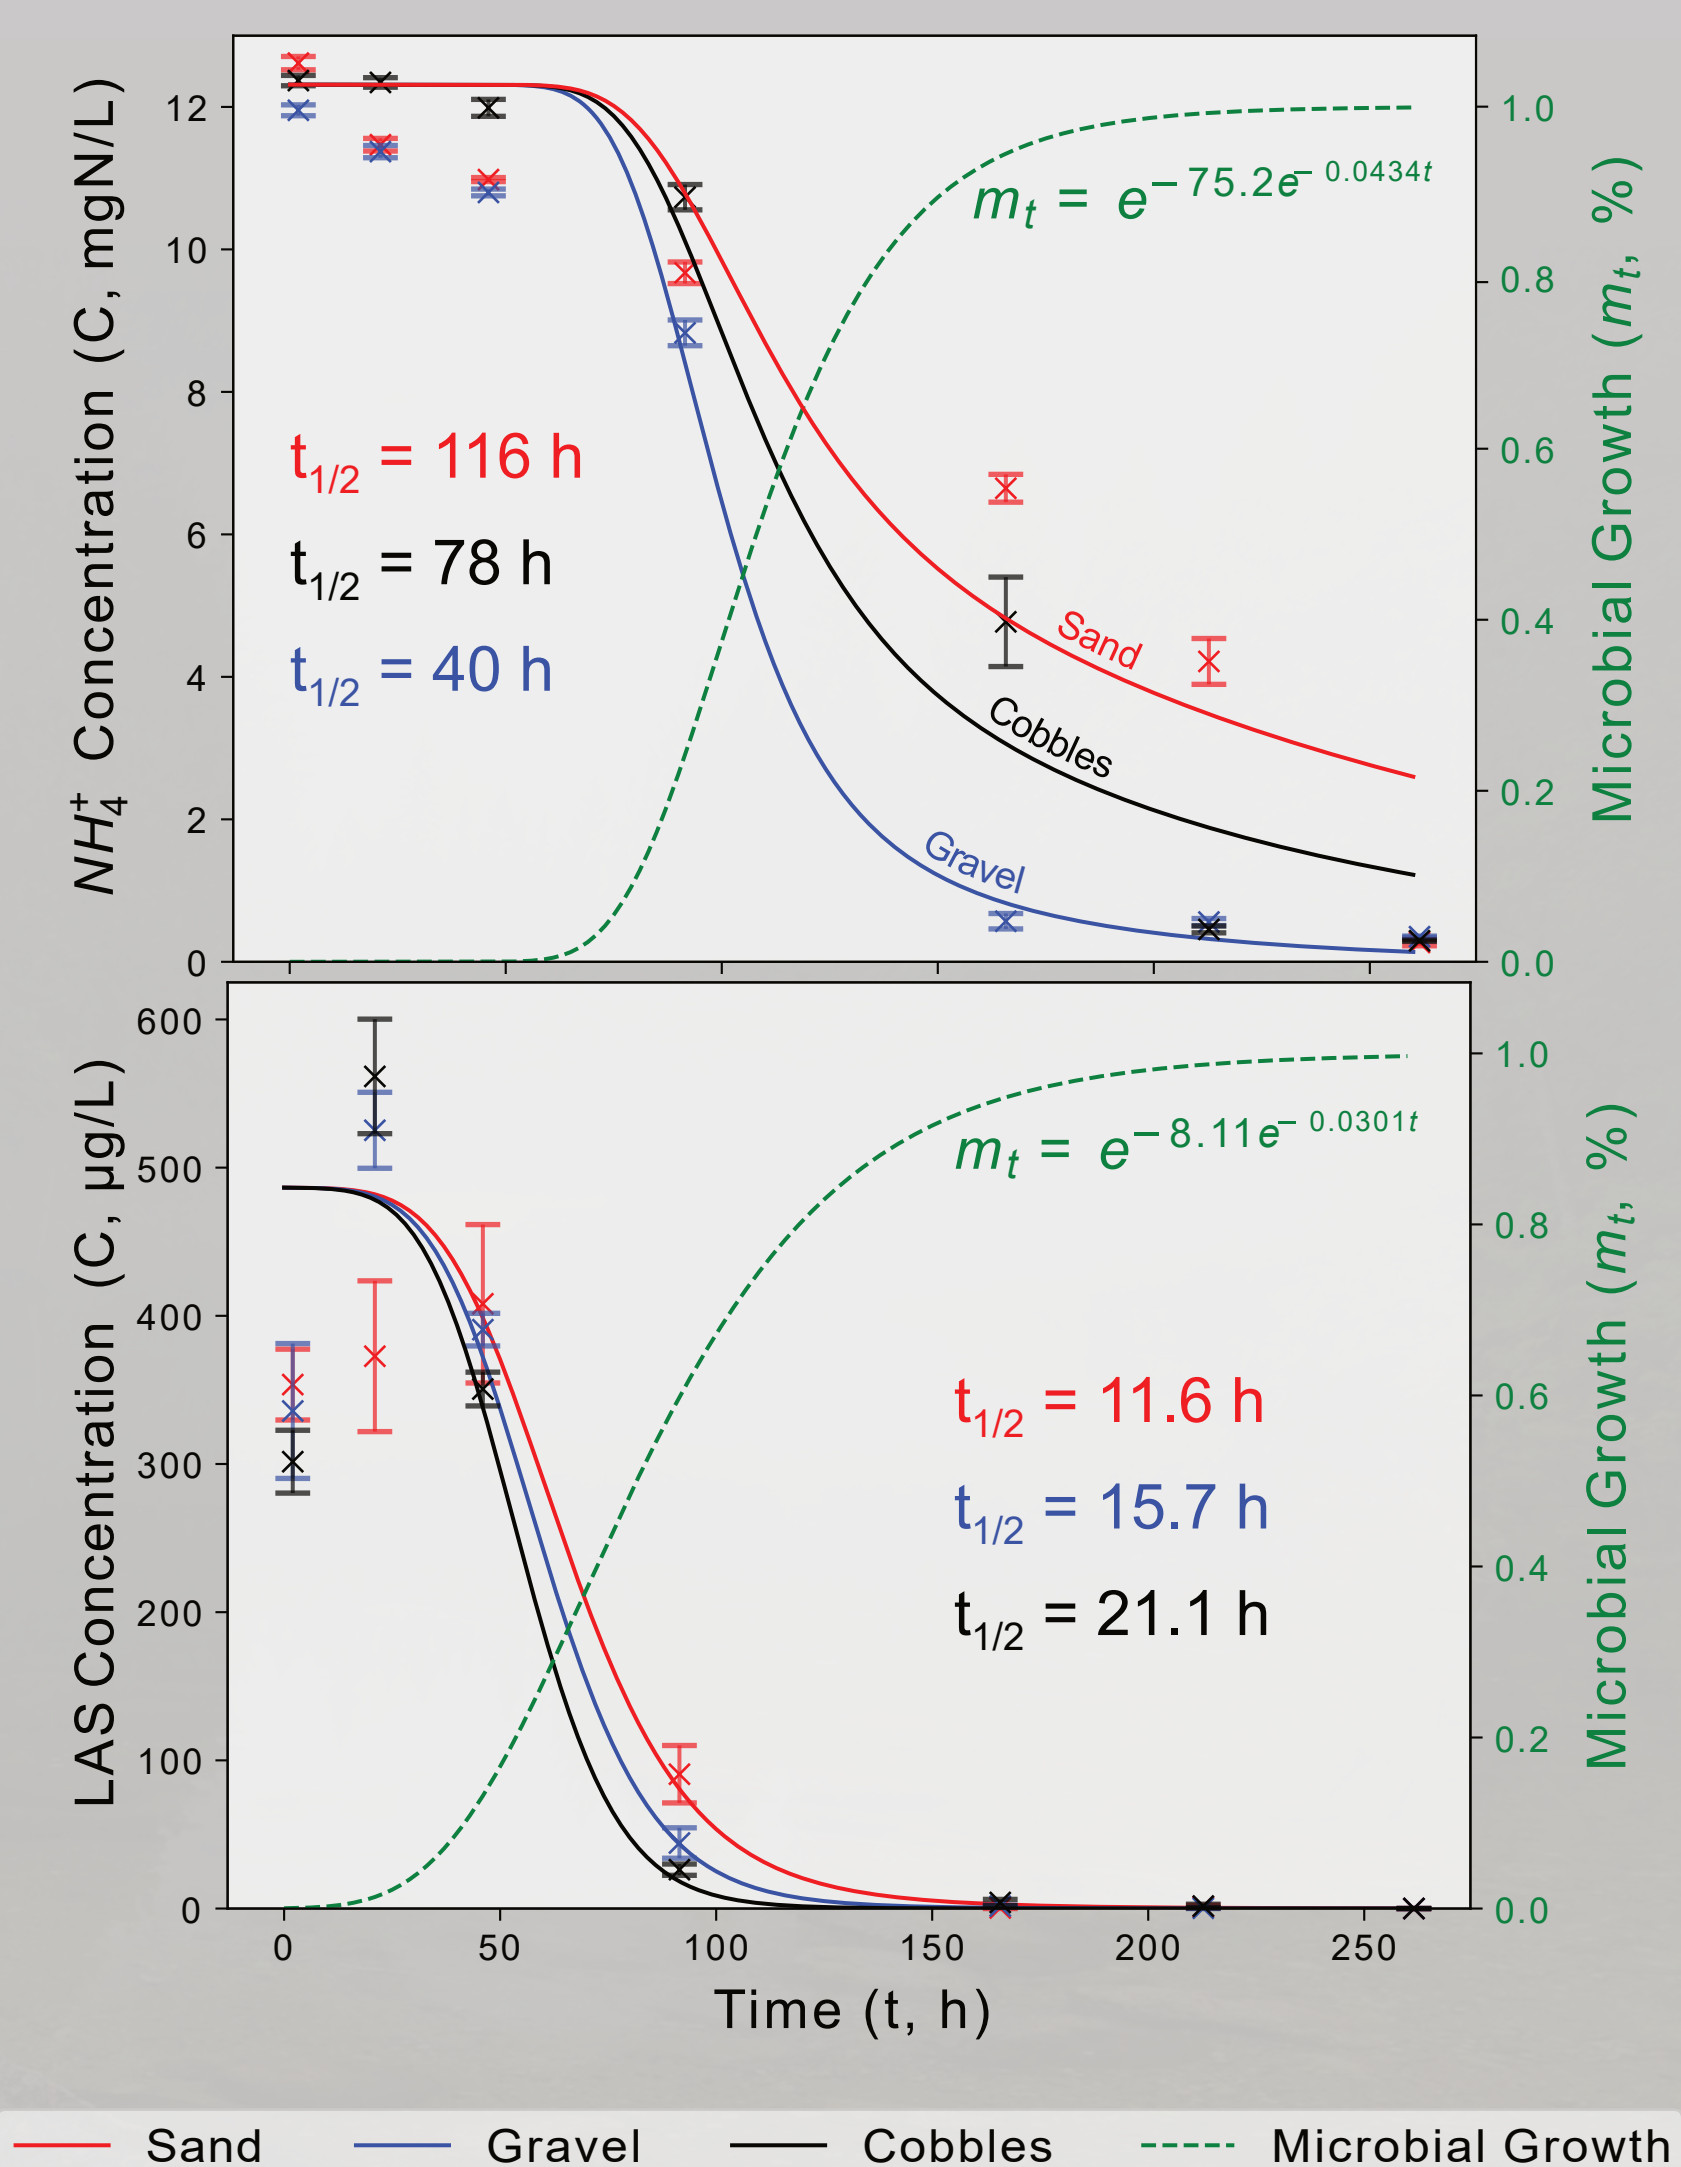 NH₄⁺ Concentration (C, mgN/L)
12
10
8
6
4
2
0
t1/2 = 116 h
t1/2 = 78 h
t1/2 = 40 h
mt = e^−75.2e^− 0.0434t
Sand
Cobbles
Gravel
1.0
0.8
0.6
0.4
0.2
0.0
Microbial Growth (mt, %)
LAS Concentration (C, µg/L)
600
500
400
300
200
100
0
mt = e^−8.11e^− 0.0301t
t1/2 = 11.6 h
t1/2 = 15.7 h
t1/2 = 21.1 h
1.0
0.8
0.6
0.4
0.2
0.0
Microbial Growth (mt, %)
0 50 100 150 200 250
Time (t, h)
Sand Gravel Cobbles Microbial Growth